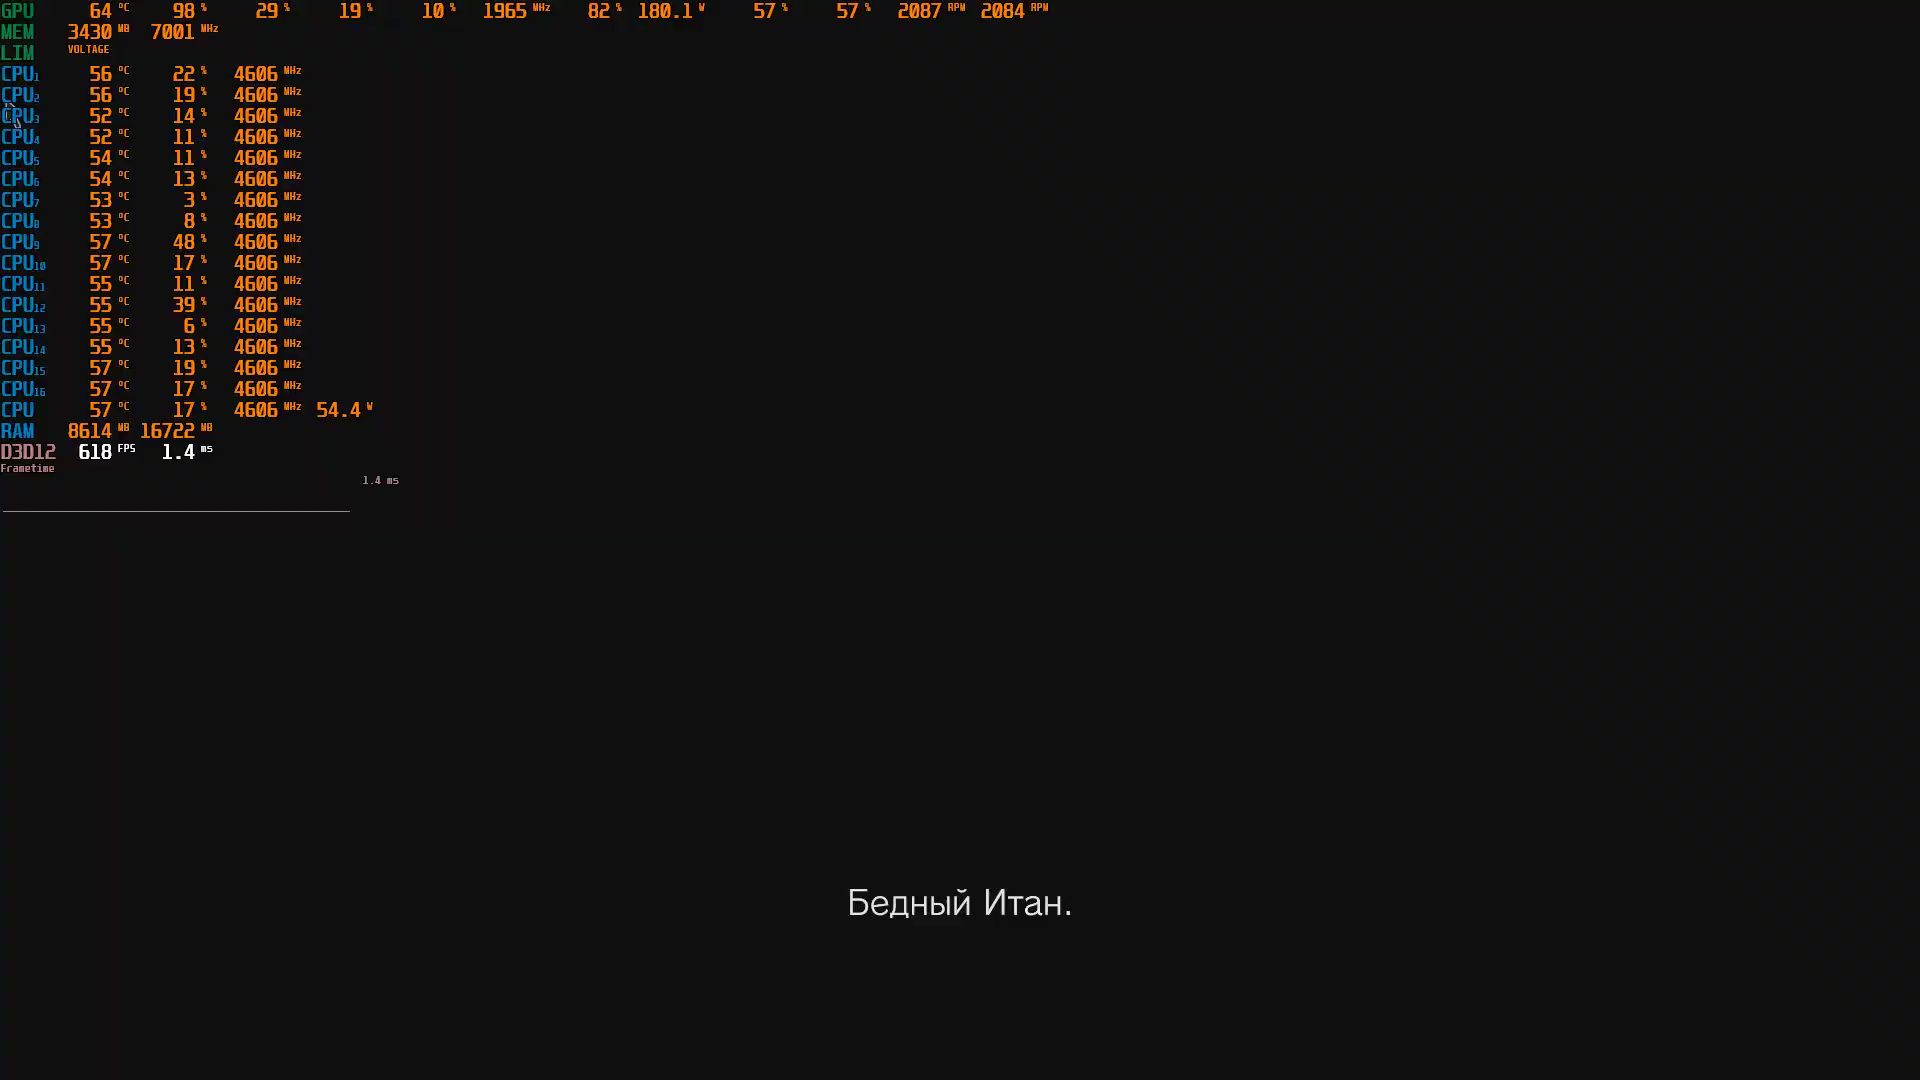 GPU 64 °C 98 % 29 % 19 % 10 % 1965 MHz 82 % 180.1 W 57 % 57 % 2087 RPM 2084 RPM
MEM 3430 MB 7001 MHz
LIM VOLTAGE
CPU1 56 °C 22 % 4606 MHz
CPU2 56 °C 19 % 4606 MHz
CPU3 52 °C 14 % 4606 MHz
CPU4 52 °C 11 % 4606 MHz
CPU5 54 °C 11 % 4606 MHz
CPU6 54 °C 13 % 4606 MHz
CPU7 53 °C 3 % 4606 MHz
CPU8 53 °C 8 % 4606 MHz
CPU9 57 °C 48 % 4606 MHz
CPU10 57 °C 17 % 4606 MHz
CPU11 55 °C 11 % 4606 MHz
CPU12 55 °C 39 % 4606 MHz
CPU13 55 °C 6 % 4606 MHz
CPU14 55 °C 13 % 4606 MHz
CPU15 57 °C 19 % 4606 MHz
CPU16 57 °C 17 % 4606 MHz
CPU 57 °C 17 % 4606 MHz 54.4 W
RAM 8614 MB 16722 MB
D3D12 618 FPS 1.4 ms
Frametime
1.4 ms
Бедный Итан.